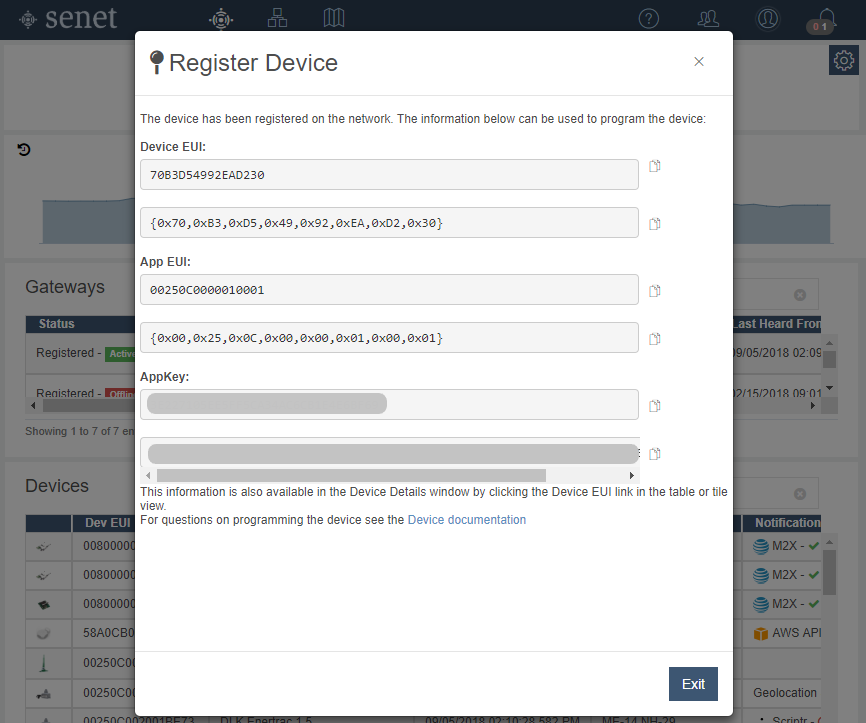 senet
?
0 1
Register Device
×
The device has been registered on the network. The information below can be used to program the device:
Device EUI:
70B3D54992EAD230
{0x70,0xB3,0xD5,0x49,0x92,0xEA,0xD2,0x30}
App EUI:
00250C0000010001
{0x00,0x25,0x0C,0x00,0x00,0x01,0x00,0x01}
AppKey:
This information is also available in the Device Details window by clicking the Device EUI link in the table or tile
view.
For questions on programming the device see the Device documentation
Exit
Gateways
Status
Last Heard From
Registered - Active
09/05/2018 02:09
Registered - Offline
02/15/2018 09:01
Showing 1 to 7 of 7 en
Devices
Dev EUI
Notification
0080000
M2X -
0080000
M2X -
0080000
M2X -
58A0CB0
AWS API
00250C00
00250C00
Geolocation
00250C002001BE73
DLK Enertrac 1.5
09/05/2018 02:10:28.582 PM
ME-14 NH-29
Scriptr -